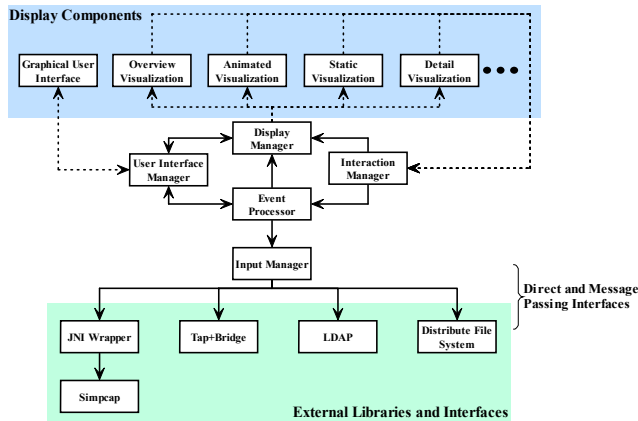 Display Components
Graphical User
Interface
Overview
Visualization
Animated
Visualization
Static
Visualization
Detail
Visualization
Display
Manager
User Interface
Manager
Interaction
Manager
Event
Processor
Input Manager
Direct and Message
Passing Interfaces
JNI Wrapper
Tap+Bridge
LDAP
Distribute File
System
Simpcap
External Libraries and Interfaces